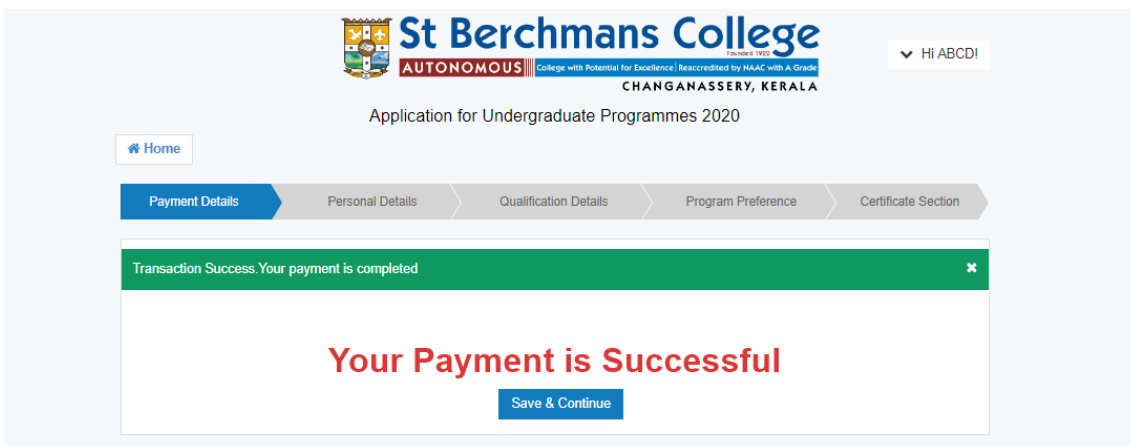 St Berchmans College
Founded 1922
AUTONOMOUS College with Potential for Excellence Reaccredited by NAAC with A Grade
CHANGANASSERY, KERALA
Hi ABCD!
Application for Undergraduate Programmes 2020
Home
Payment Details Personal Details Qualification Details Program Preference Certificate Section
Transaction Success.Your payment is completed
Your Payment is Successful
Save & Continue